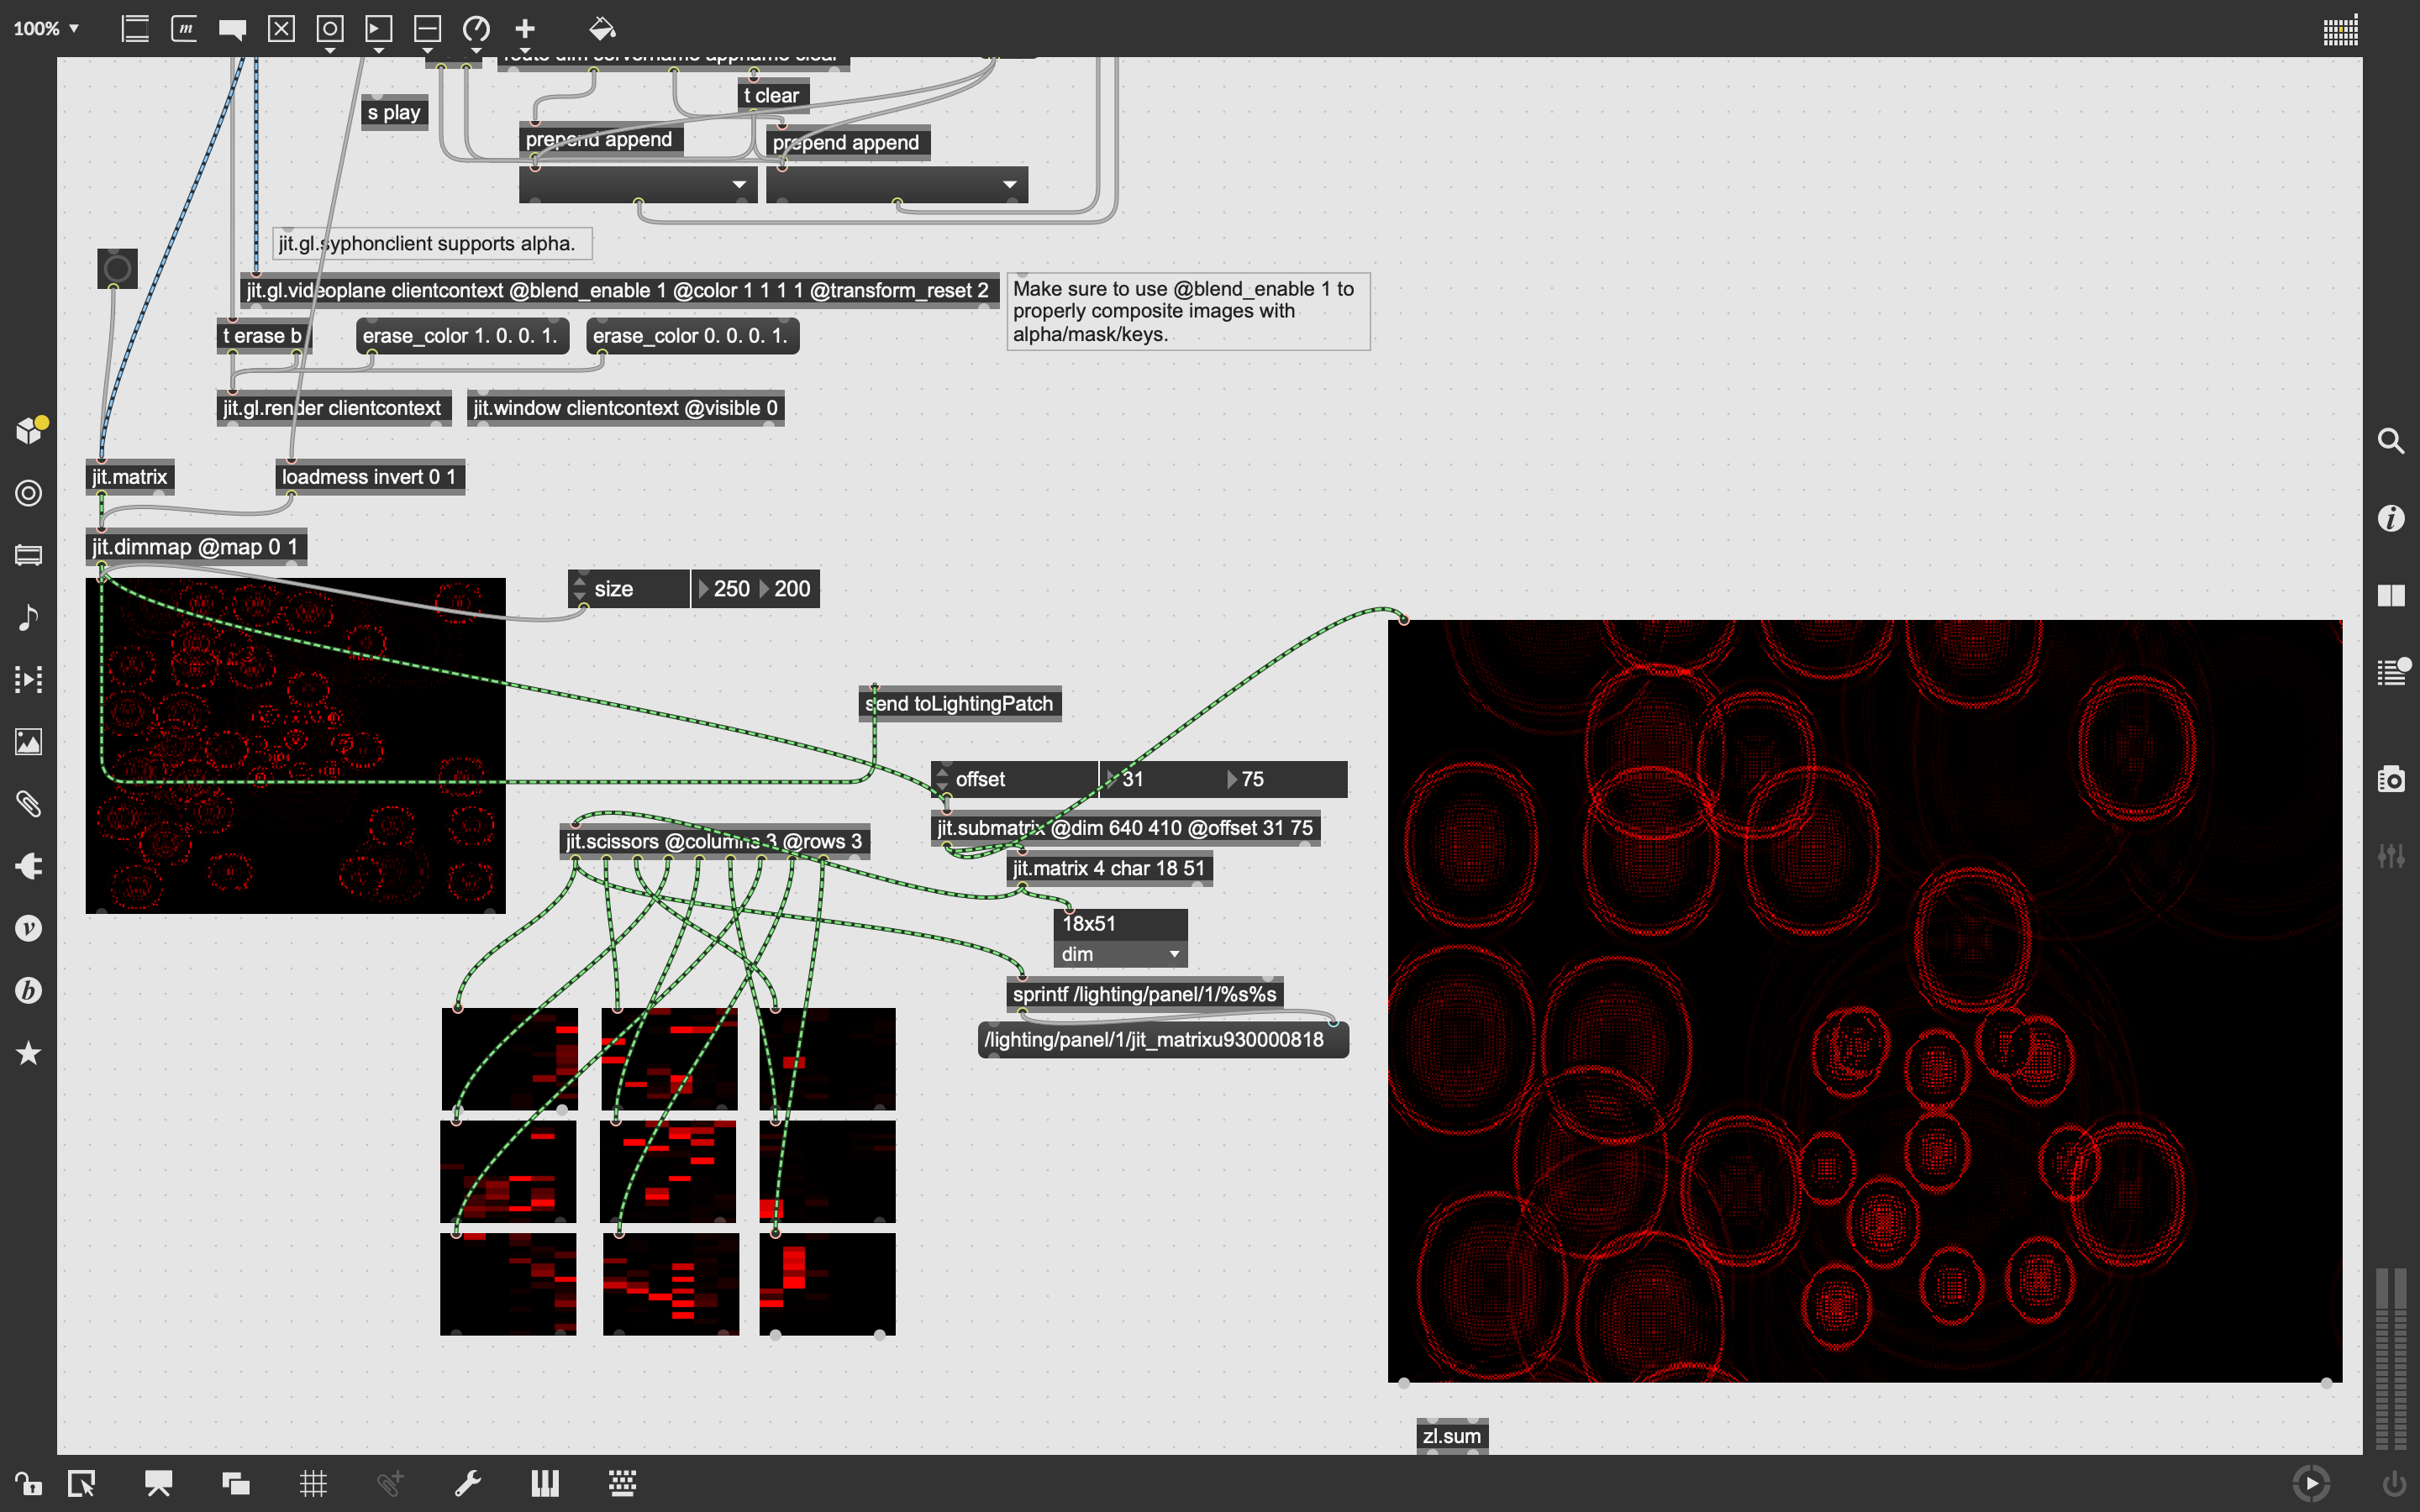 100%
m
route dim servername appname clear
t clear
s play
prepend append
prepend append
jit.gl.syphonclient supports alpha.
jit.gl.videoplane clientcontext @blend_enable 1 @color 1 1 1 1 @transform_reset 2
Make sure to use @blend_enable 1 to
properly composite images with
alpha/mask/keys.
t erase b
erase_color 1. 0. 0. 1.
erase_color 0. 0. 0. 1.
jit.gl.render clientcontext
jit.window clientcontext @visible 0
jit.matrix
loadmess invert 0 1
jit.dimmap @map 0 1
size 250 200
send toLightingPatch
offset 31 75
jit.submatrix @dim 640 410 @offset 31 75
jit.scissors @columns 3 @rows 3
jit.matrix 4 char 18 51
18x51
dim
sprintf /lighting/panel/1/%s%s
/lighting/panel/1/jit_matrixu930000818
zl.sum
i
v
b